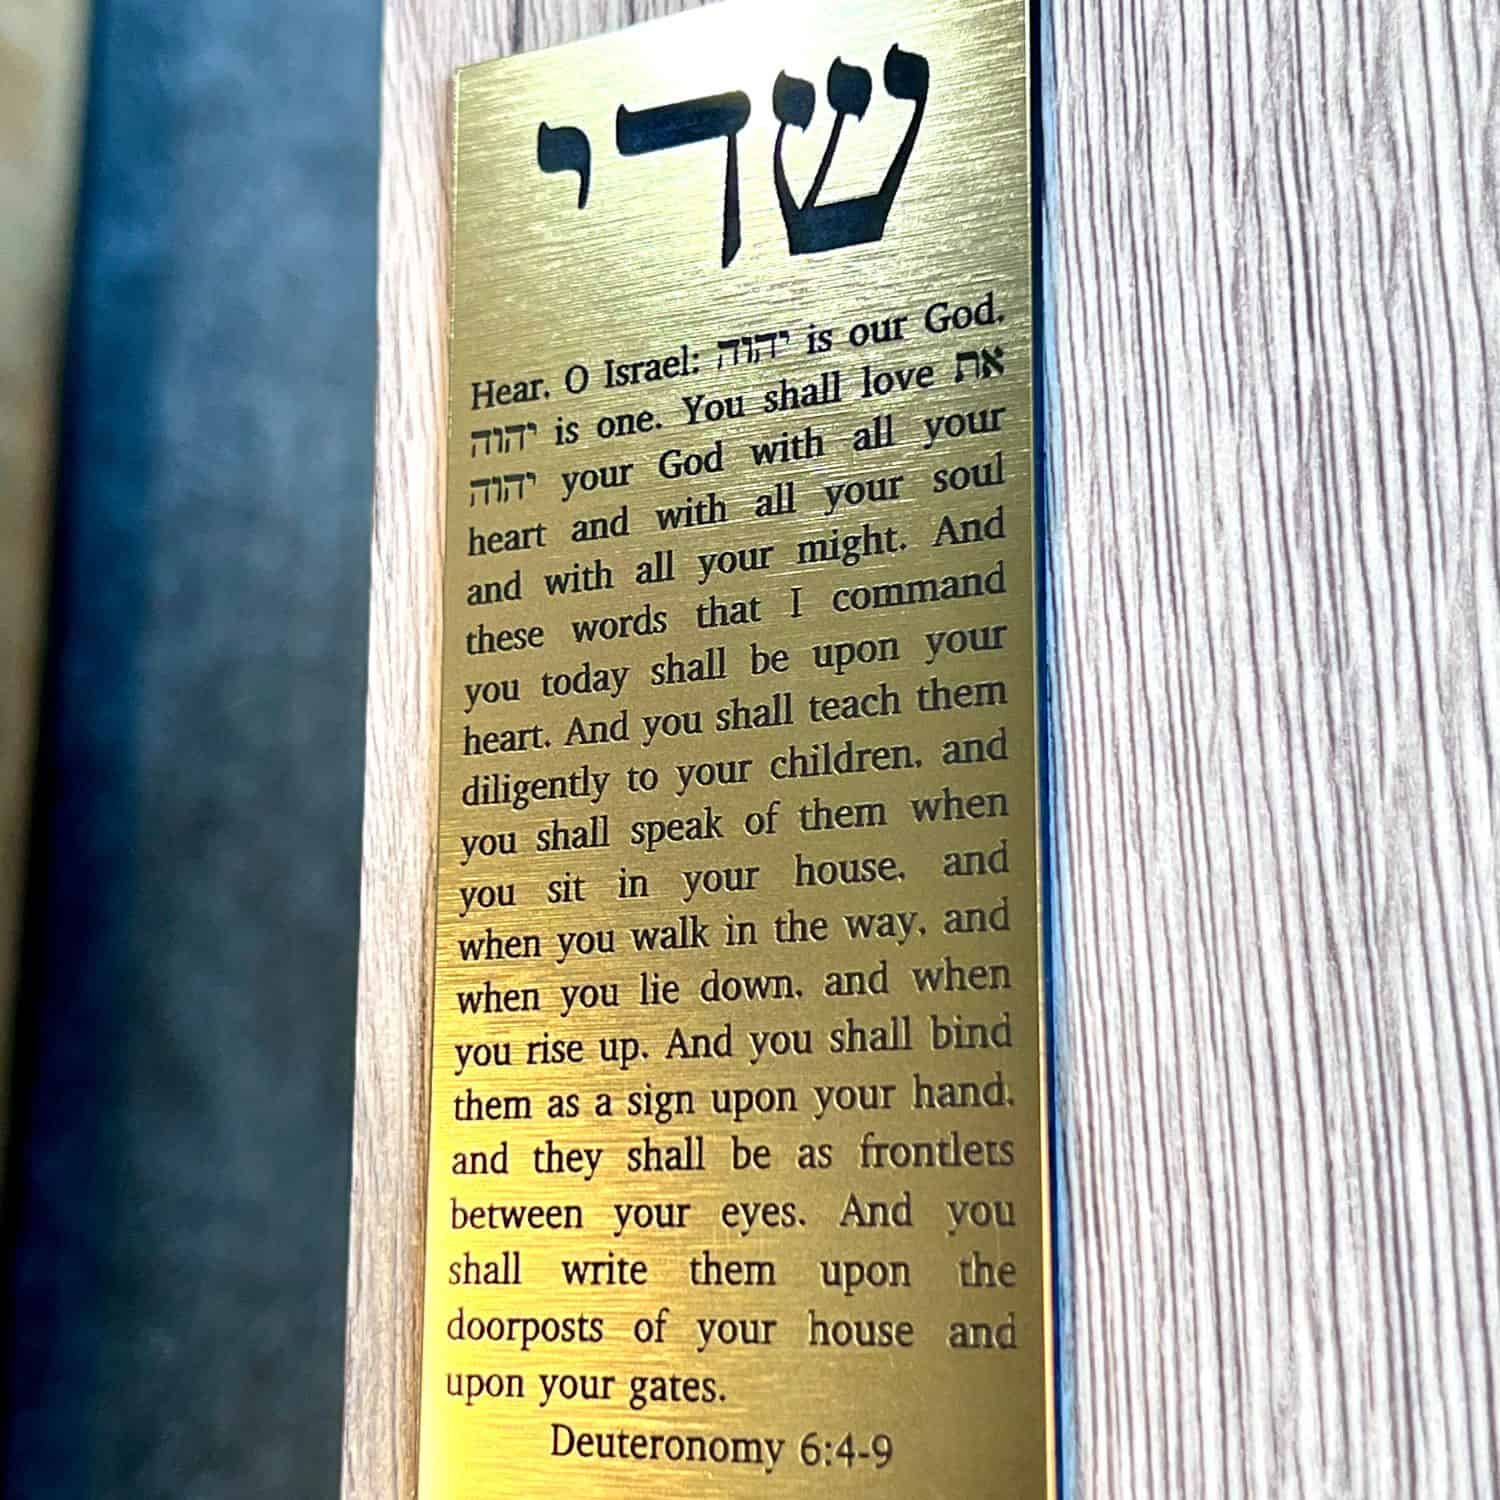 שדי
Hear, O Israel: יהוה is our God,
יהוה is one. You shall love את
יהוה your God with all your
heart and with all your soul
and with all your might. And
these words that I command
you today shall be upon your
heart. And you shall teach them
diligently to your children, and
you shall speak of them when
you sit in your house, and
when you walk in the way, and
when you lie down, and when
you rise up. And you shall bind
them as a sign upon your hand,
and they shall be as frontlets
between your eyes. And you
shall write them upon the
doorposts of your house and
upon your gates.
Deuteronomy 6:4-9